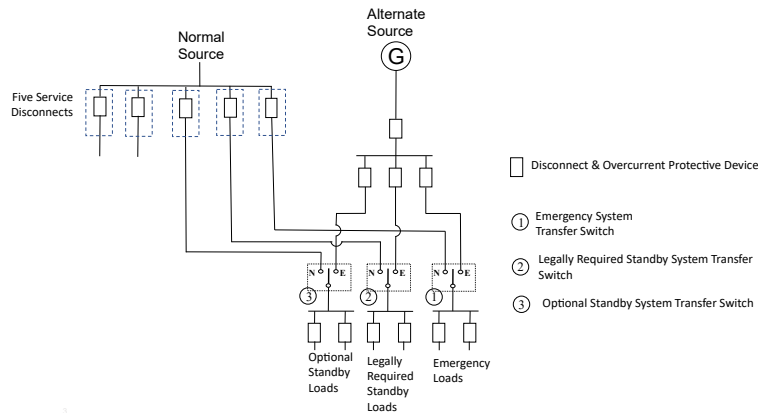 Alternate
Source
G
Normal
Source
Five Service
Disconnects
Disconnect & Overcurrent Protective Device
1 Emergency System
Transfer Switch
2 Legally Required Standby System Transfer
Switch
3 Optional Standby System Transfer Switch
N E N E N E
3 2 1
Optional
Standby
Loads
Legally
Required
Standby
Loads
Emergency
Loads